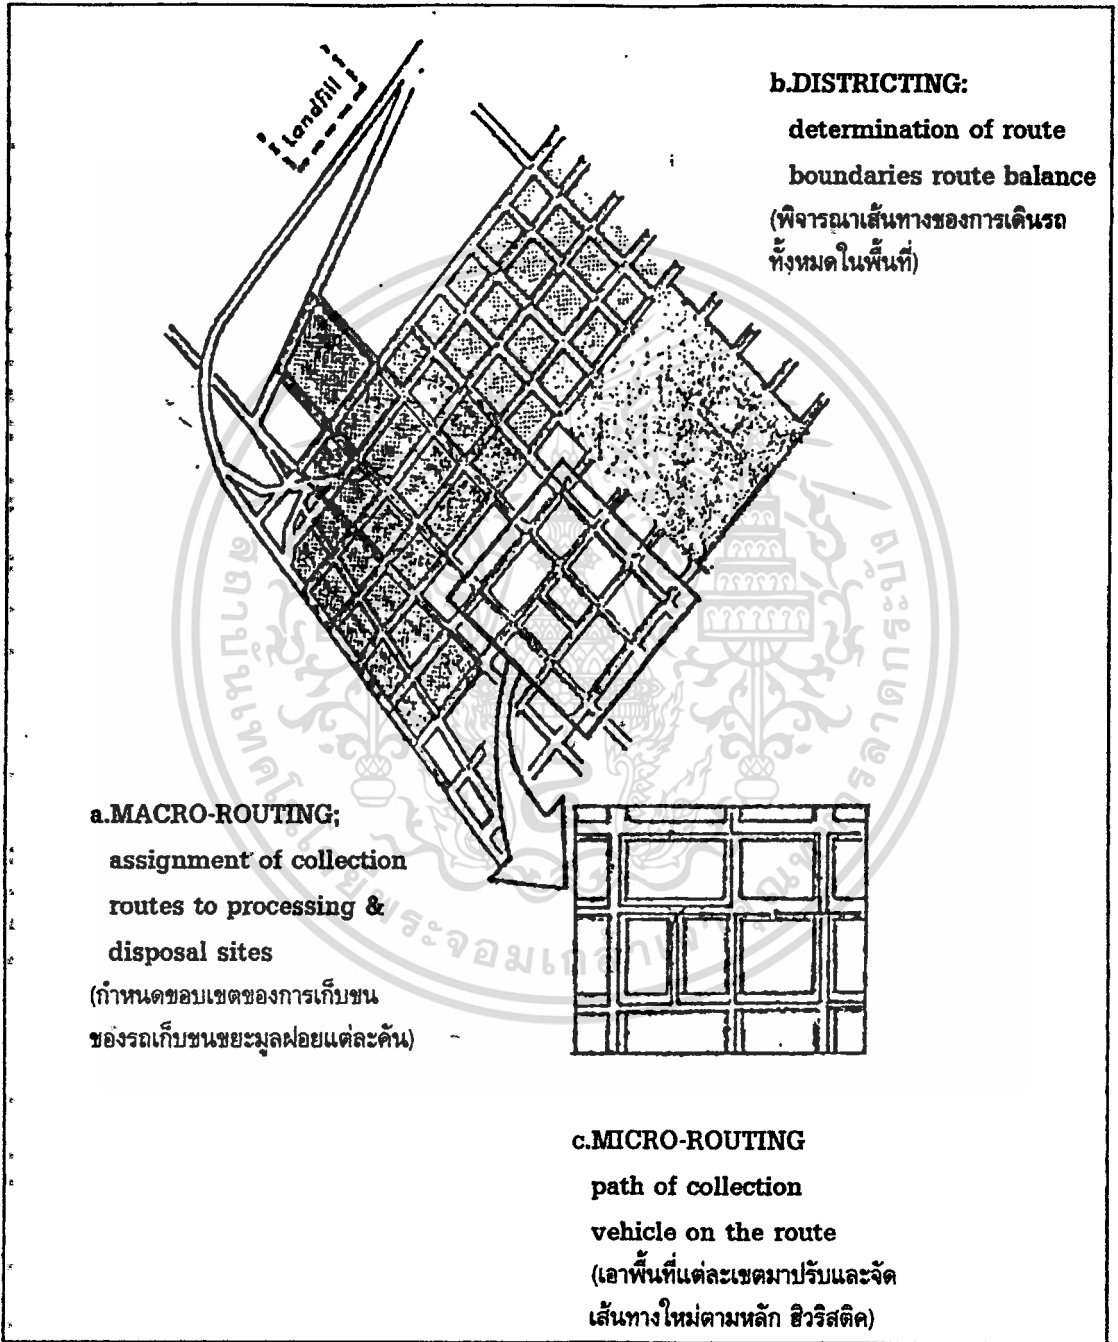 Landfill
b.DISTRICTING:
determination of route
boundaries route balance
(พิจารณาเส้นทางของการเดินรถ
ทั้งหมดในพื้นที่)
a.MACRO-ROUTING;
assignment of collection
routes to processing &
disposal sites
(กำหนดขอบเขตของการเก็บขน
ของรถเก็บขนขยะมูลฝอยแต่ละคัน)
c.MICRO-ROUTING
path of collection
vehicle on the route
(เอาพื้นที่แต่ละเขตมาปรับและจัด
เส้นทางใหม่ตามหลัก ฮิวริสติค)